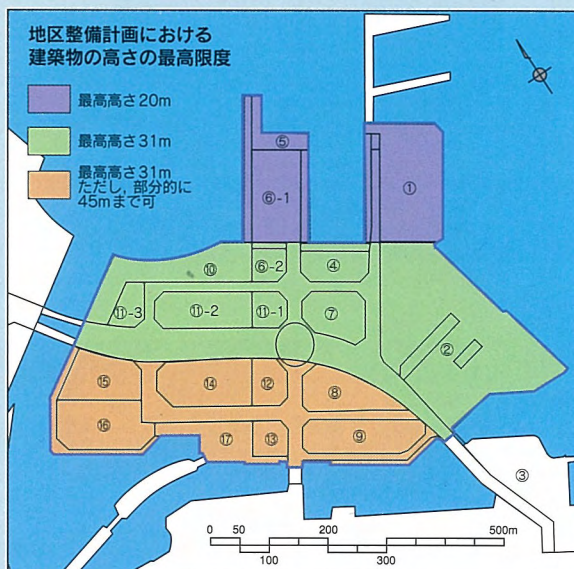 地区整備計画における
建築物の高さの最高限度
最高高さ20m
最高高さ31m
最高高さ31m
ただし，部分的に
45mまで可
⑤
⑥-1
①
⑩
⑥-2
④
⑪-3
⑪-2
⑪-1
⑦
②
⑮
⑭
⑫
⑧
⑯
⑰
⑬
⑨
③
0 50 200 500m
100 300